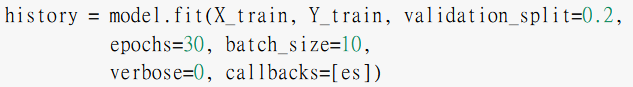 history = model.fit(X_train, Y_train, validation_split=0.2,
epochs=30, batch_size=10,
verbose=0, callbacks=[es])